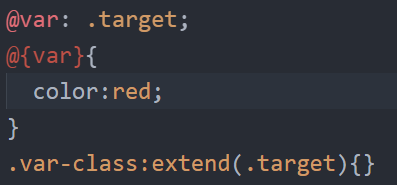 @var: .target;
@{var}{
  color:red;
}
.var-class:extend(.target){}